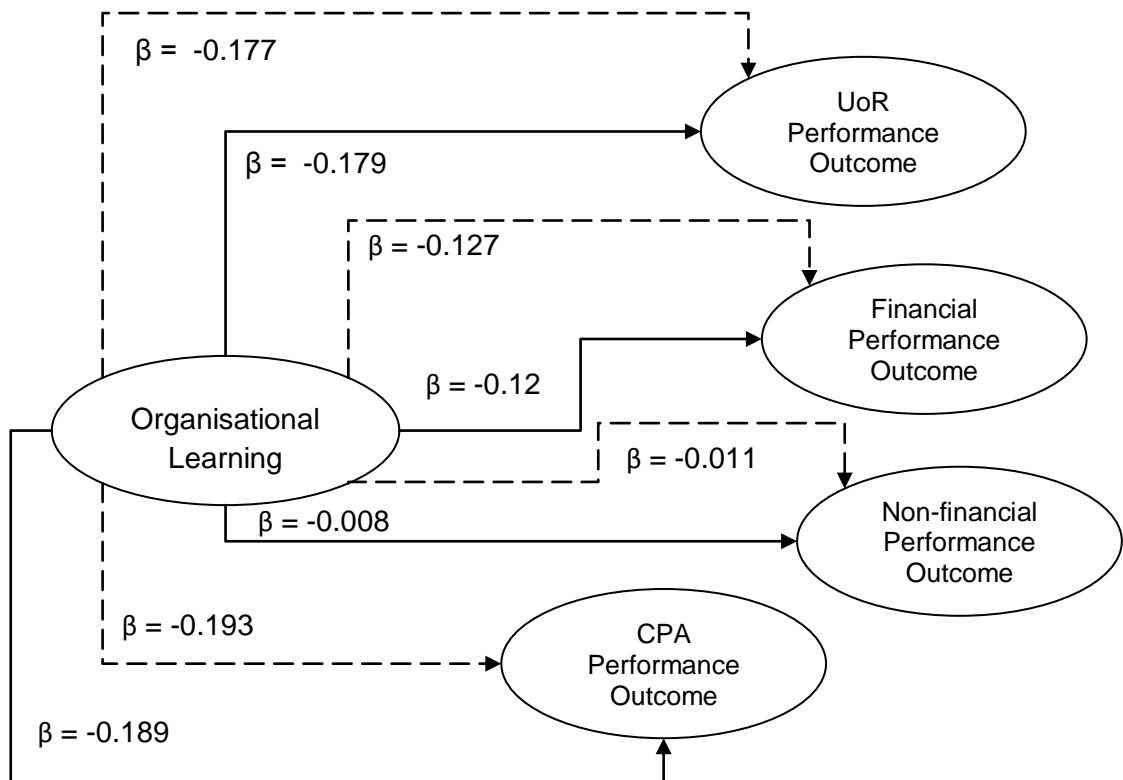 β =  -0.177
UoR
Performance
Outcome
β =  -0.179
β = -0.127
Financial
Performance
Outcome
β = -0.12
Organisational
Learning
β = -0.011
Non-financial
Performance
Outcome
β = -0.008
β = -0.193
CPA
Performance
Outcome
β = -0.189